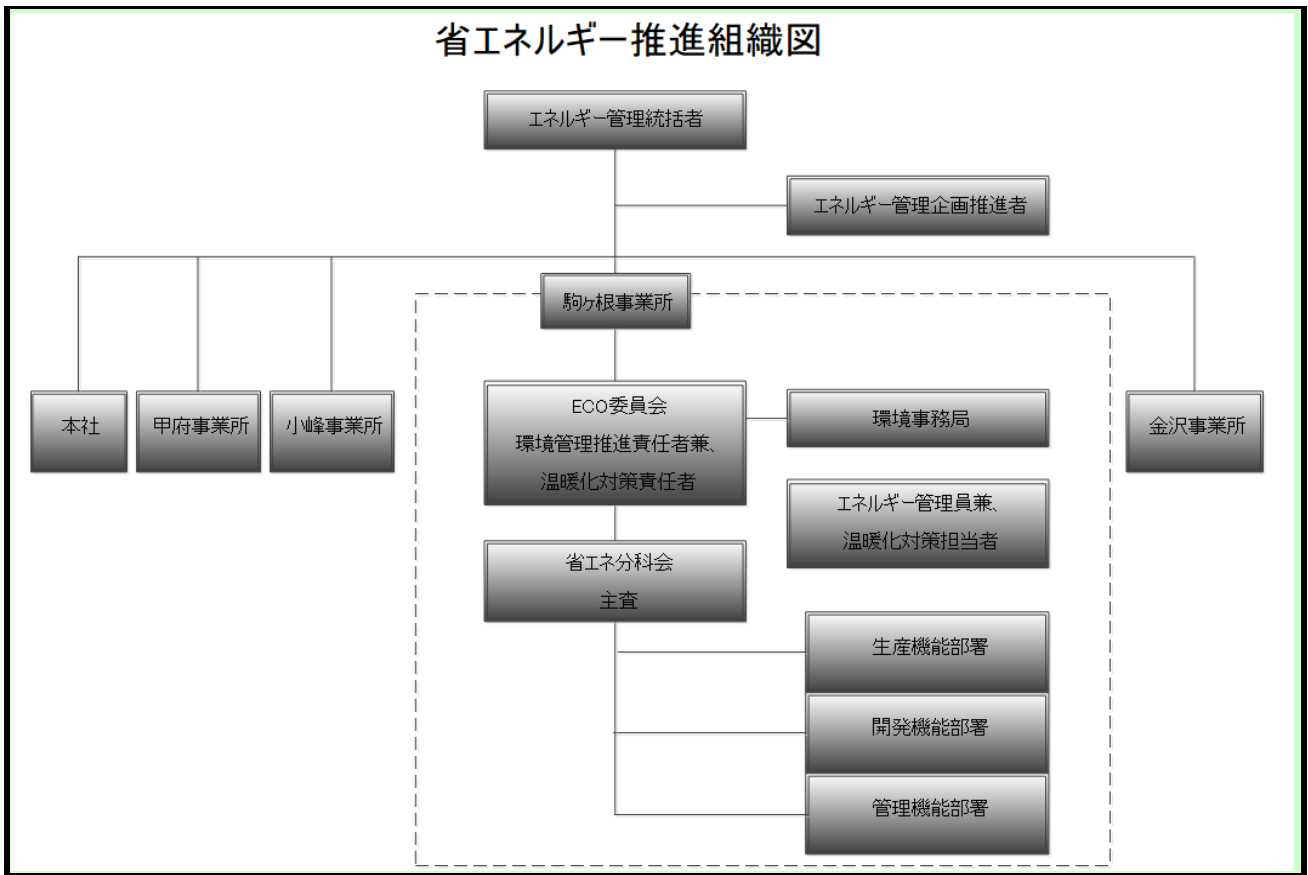 省エネルギー推進組織図
エネルギー管理統括者
エネルギー管理企画推進者
駒ヶ根事業所
本社
甲府事業所
小峰事業所
ECO委員会
環境管理推進責任者兼、
温暖化対策責任者
環境事務局
金沢事業所
エネルギー管理員兼、
温暖化対策担当者
省エネ分科会
主査
生産機能部署
開発機能部署
管理機能部署